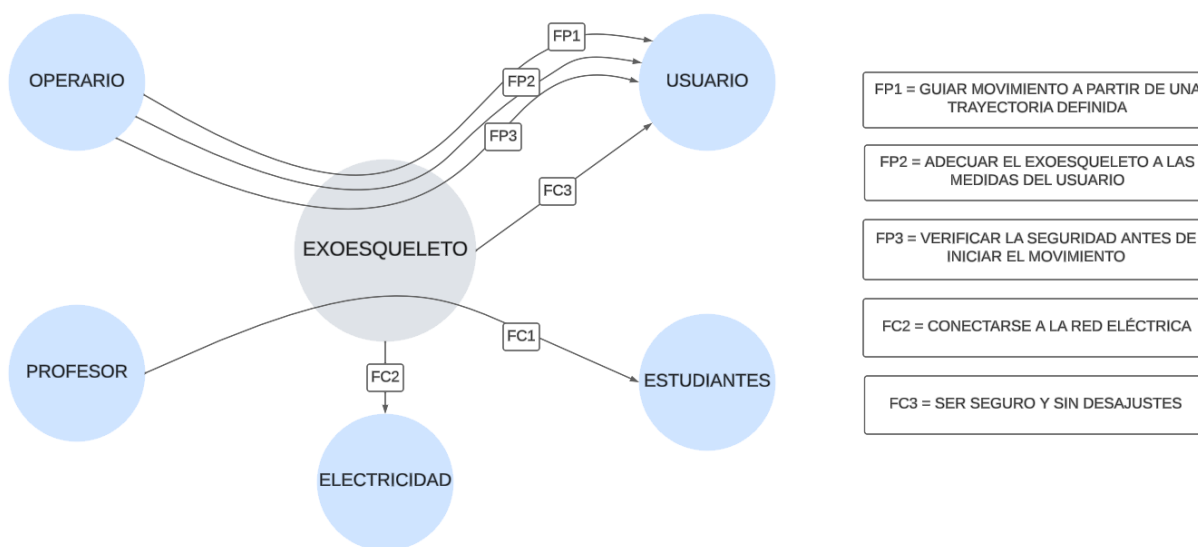 OPERARIO
FP1
USUARIO
FP2
FP3
FP1 = GUIAR MOVIMIENTO A PARTIR DE UNA
TRAYECTORIA DEFINIDA
FP2 = ADECUAR EL EXOESQUELETO A LAS
MEDIDAS DEL USUARIO
FC3
EXOESQUELETO
FP3 = VERIFICAR LA SEGURIDAD ANTES DE
INICIAR EL MOVIMIENTO
FC1
FC2 = CONECTARSE A LA RED ELÉCTRICA
PROFESOR
FC2
ESTUDIANTES
FC3 = SER SEGURO Y SIN DESAJUSTES
ELECTRICIDAD